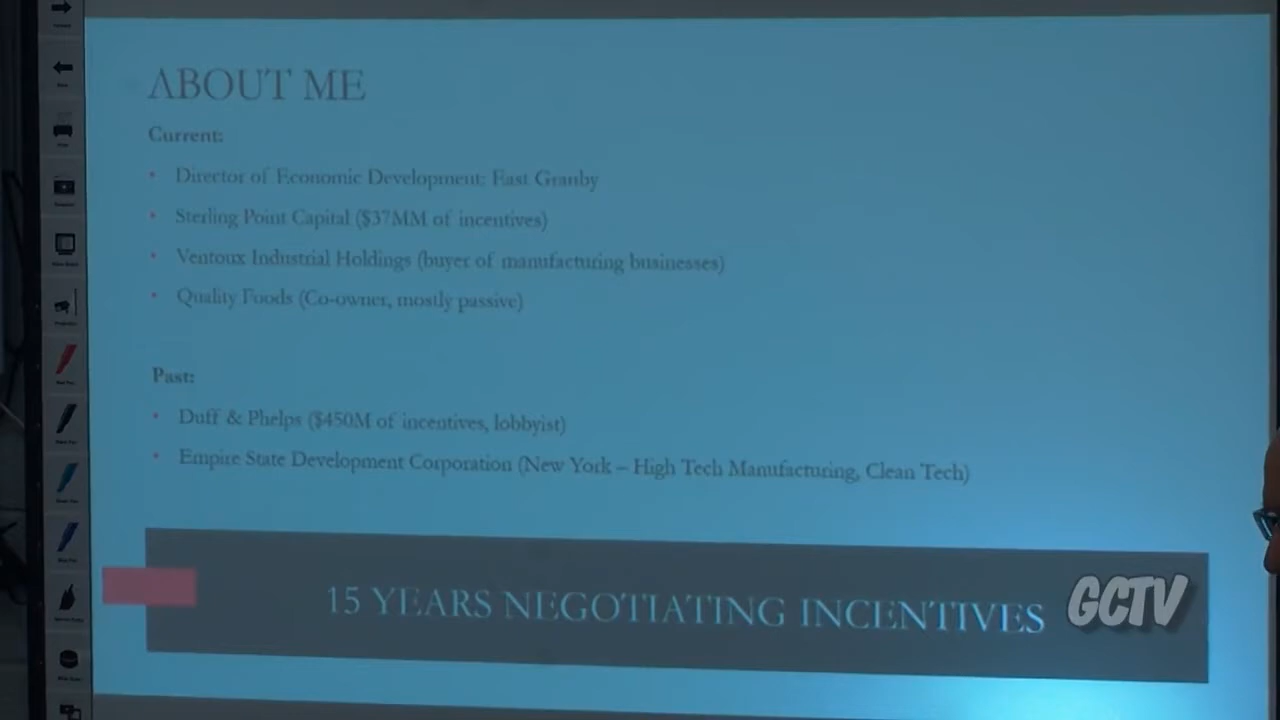 ABOUT ME
Current:
• Director of Economic Development: East Granby
• Sterling Point Capital ($37MM of incentives)
• Ventoux Industrial Holdings (buyer of manufacturing businesses)
• Quality Foods (Co-owner, mostly passive)
Past:
• Duff & Phelps ($450M of incentives, lobbyist)
• Empire State Development Corporation (New York – High Tech Manufacturing, Clean Tech)
15 YEARS NEGOTIATING INCENTIVES
GCTV